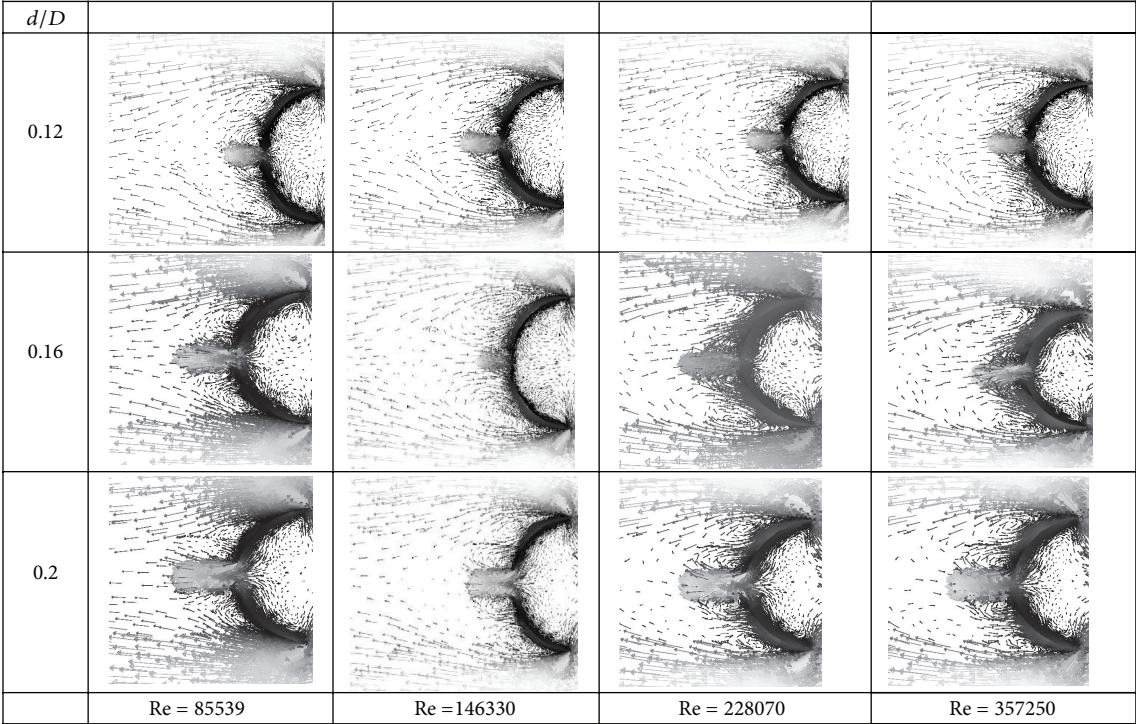 d/D
0.12
0.16
0.2
Re = 85539 Re =146330 Re = 228070 Re = 357250